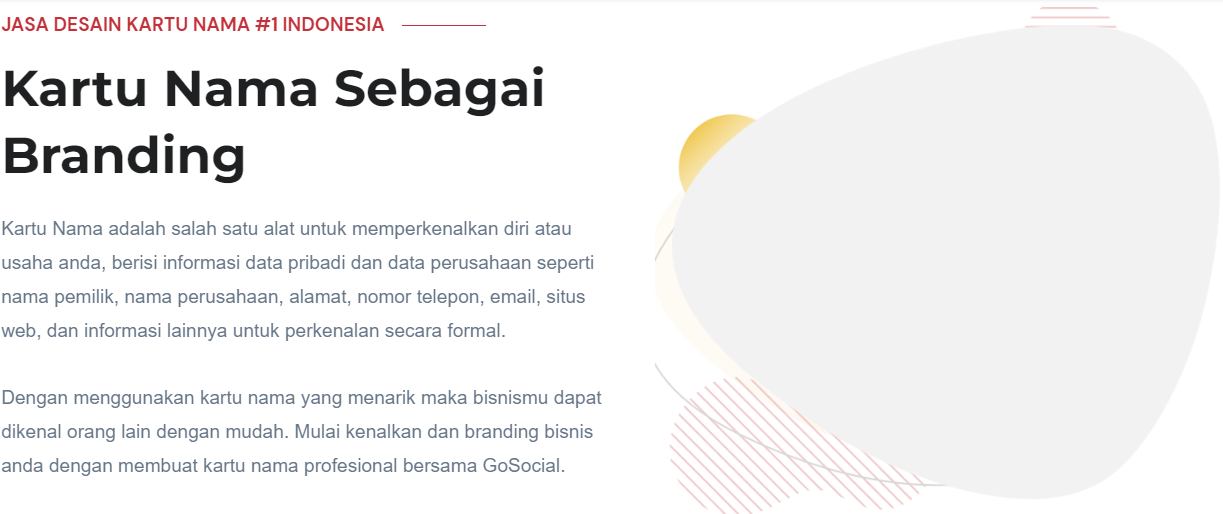 JASA DESAIN KARTU NAMA #1 INDONESIA
Kartu Nama Sebagai
Branding
Kartu Nama adalah salah satu alat untuk memperkenalkan diri atau
usaha anda, berisi informasi data pribadi dan data perusahaan seperti
nama pemilik, nama perusahaan, alamat, nomor telepon, email, situs
web, dan informasi lainnya untuk perkenalan secara formal.
Dengan menggunakan kartu nama yang menarik maka bisnismu dapat
dikenal orang lain dengan mudah. Mulai kenalkan dan branding bisnis
anda dengan membuat kartu nama profesional bersama GoSocial.